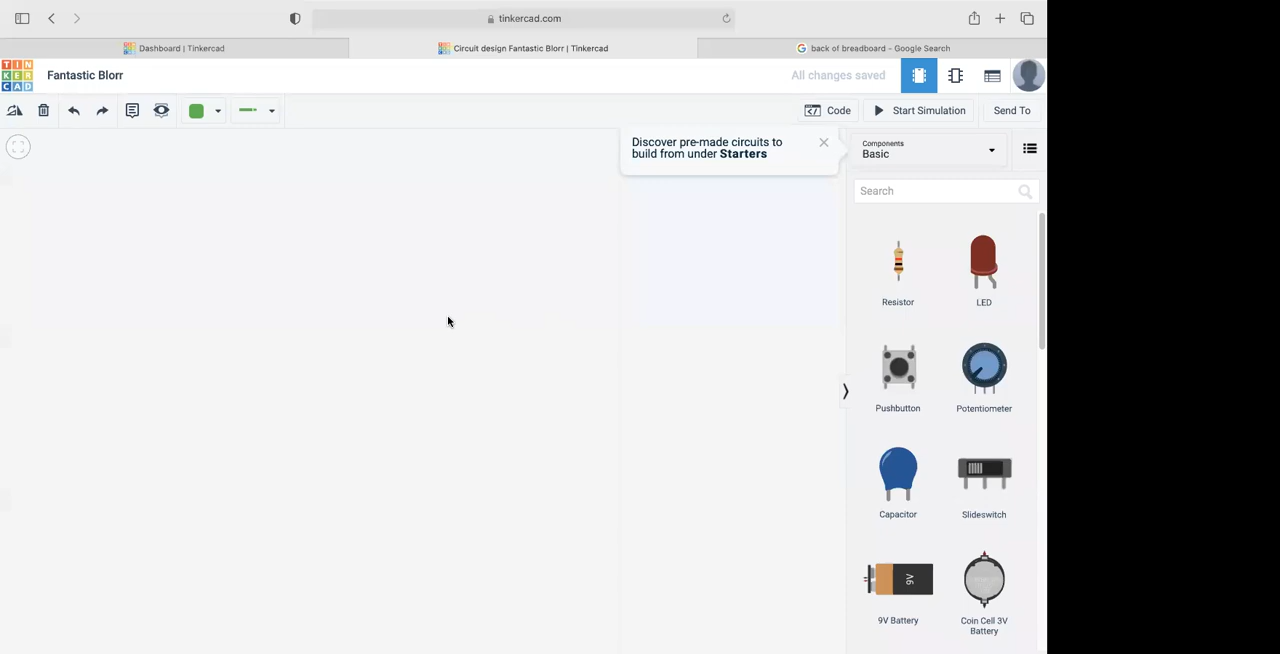 tinkercad.com
Dashboard | Tinkercad
Circuit design Fantastic Blorr | Tinkercad
back of breadboard - Google Search
TIN
KER
CAD
Fantastic Blorr
All changes saved
Code
Start Simulation
Send To
Discover pre-made circuits to
build from under Starters
Components
Basic
Search
Resistor
LED
Pushbutton
Potentiometer
Capacitor
Slideswitch
9V
9V Battery
Coin Cell 3V
Battery